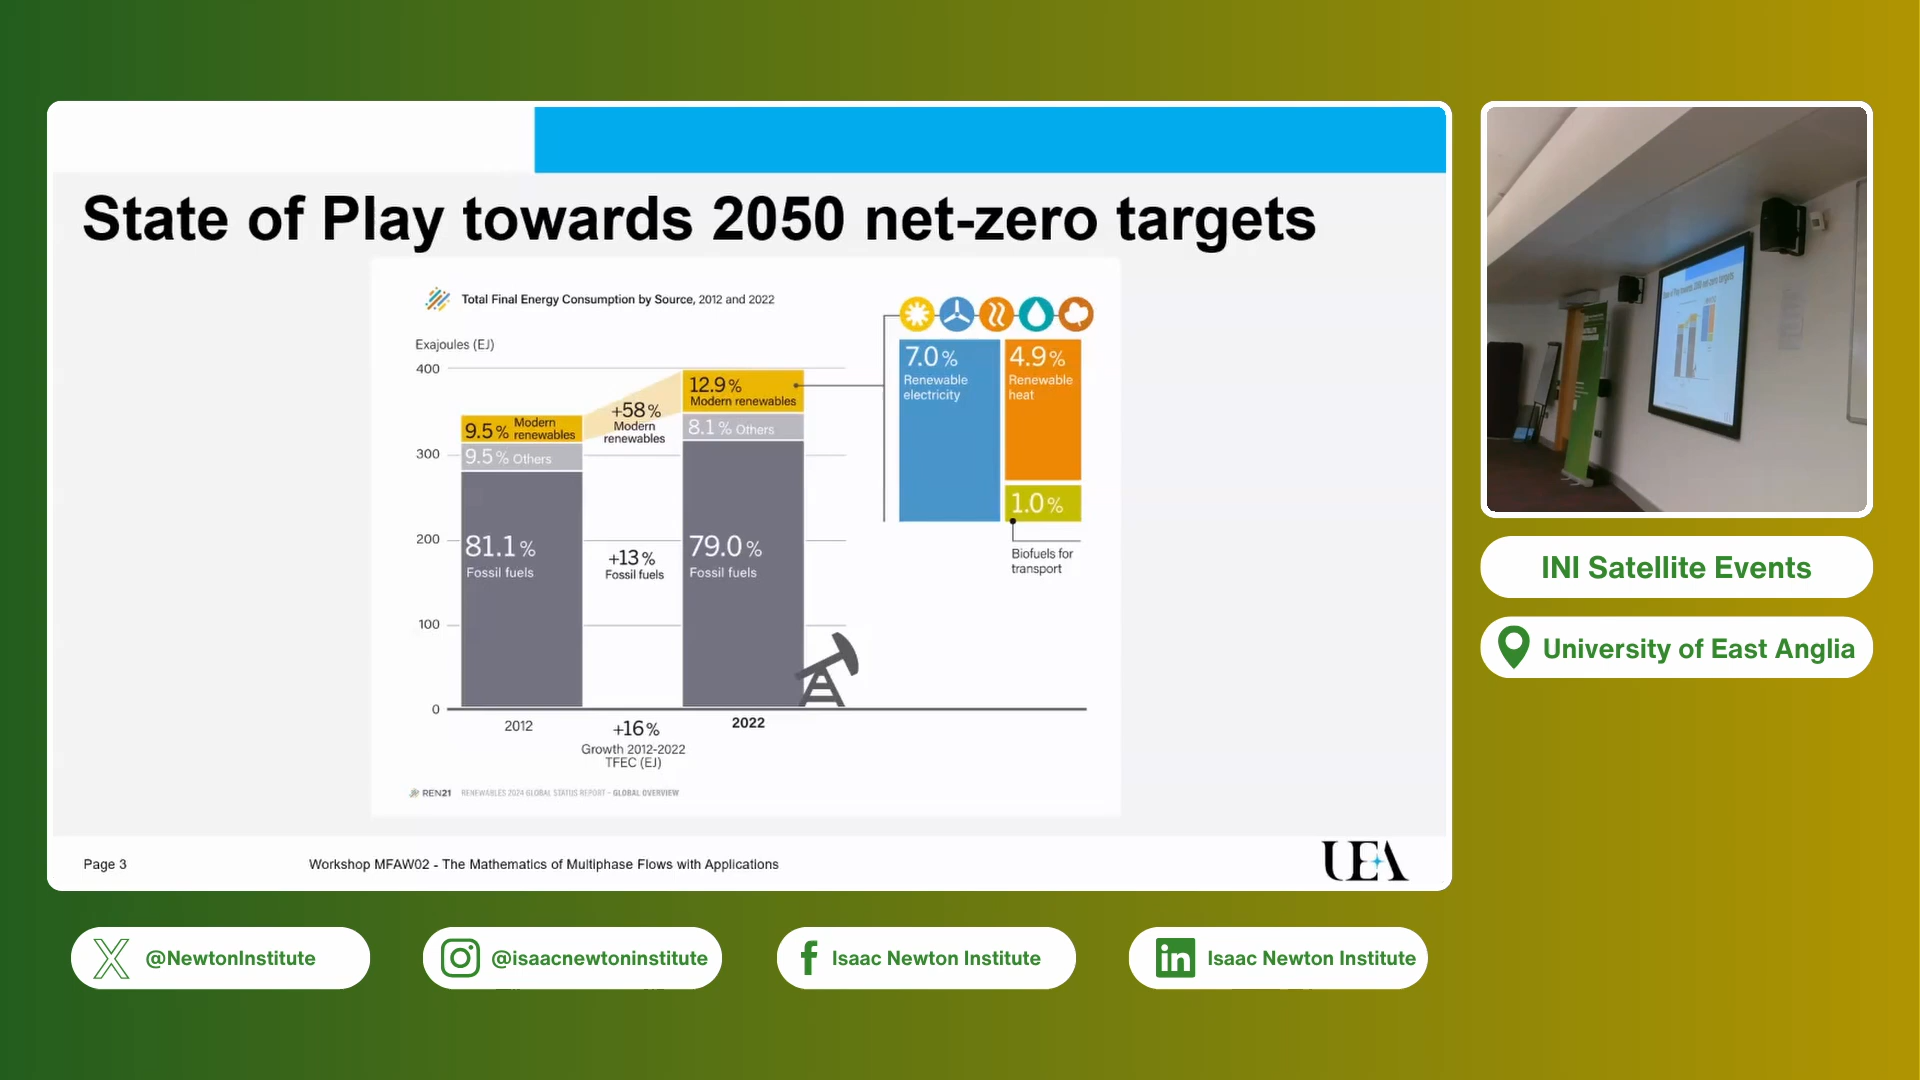 State of Play towards 2050 net-zero targets
Total Final Energy Consumption by Source, 2012 and 2022
Exajoules (EJ)
400
300
200
100
0
9.5% Modern renewables
9.5% Others
81.1%
Fossil fuels
2012
+58%
Modern
renewables
+13%
Fossil fuels
+16%
Growth 2012-2022
TFEC (EJ)
12.9%
Modern renewables
8.1% Others
79.0%
Fossil fuels
2022
7.0%
Renewable
electricity
4.9%
Renewable
heat
1.0%
Biofuels for
transport
REN21 RENEWABLES 2024 GLOBAL STATUS REPORT - GLOBAL OVERVIEW
Page 3
Workshop MFAW02 - The Mathematics of Multiphase Flows with Applications
UEA
INI Satellite Events
University of East Anglia
@NewtonInstitute
@isaacnewtoninstitute
Isaac Newton Institute
Isaac Newton Institute